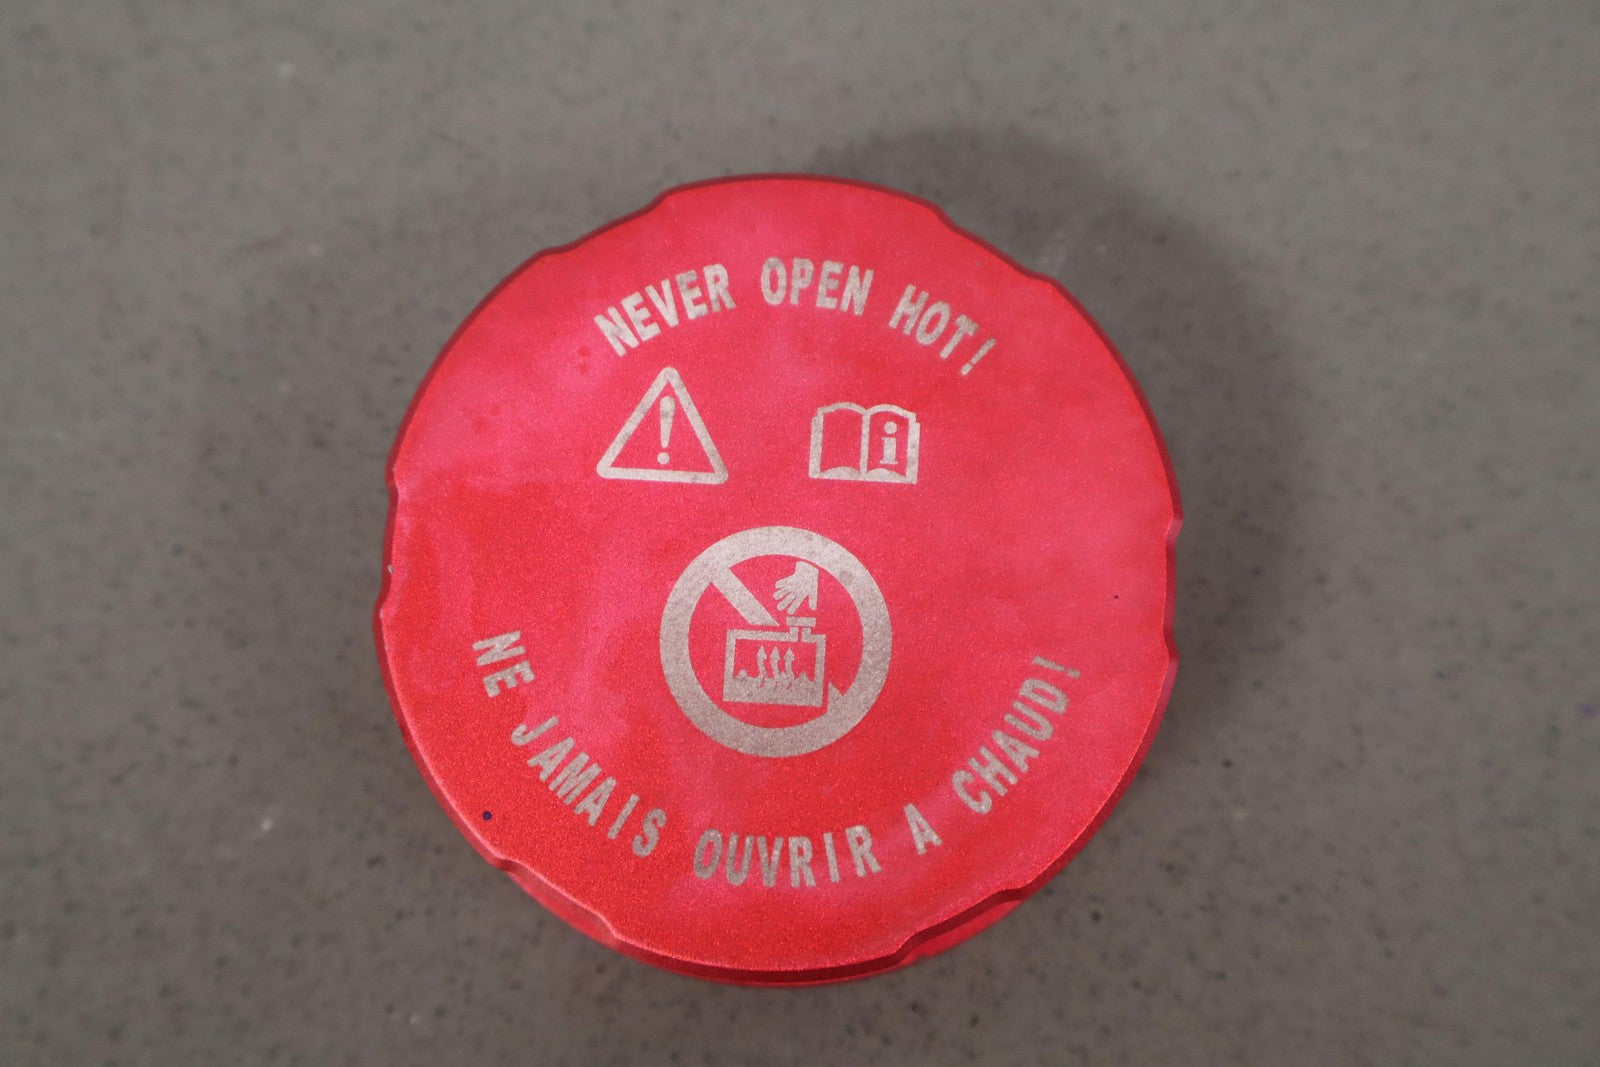 NEVER OPEN HOT!
i
NE JAMAIS OUVRIR A CHAUD!